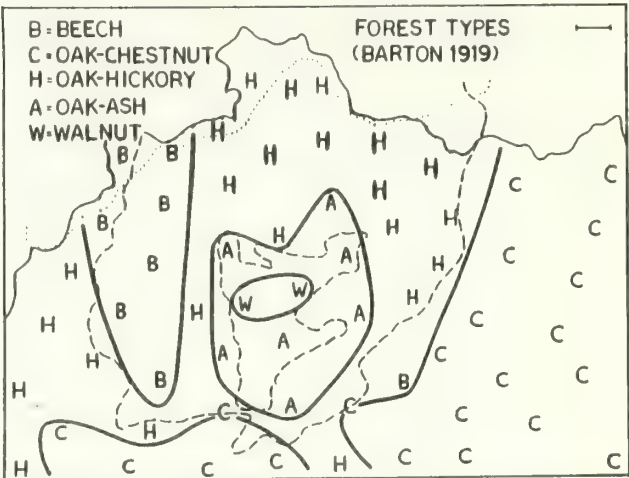 B=BEECH
C=OAK-CHESTNUT
H=OAK-HICKORY
A=OAK-ASH
W=WALNUT
FOREST TYPES
(BARTON 1919)
H
H H
H H H
B B H
H C
H H C
B A
B H H C
H
A A C
H B H
W C
W H
B H A C
H C
A
H A C
B B C C
H
A C
C C C
C H
H C C C H C C C